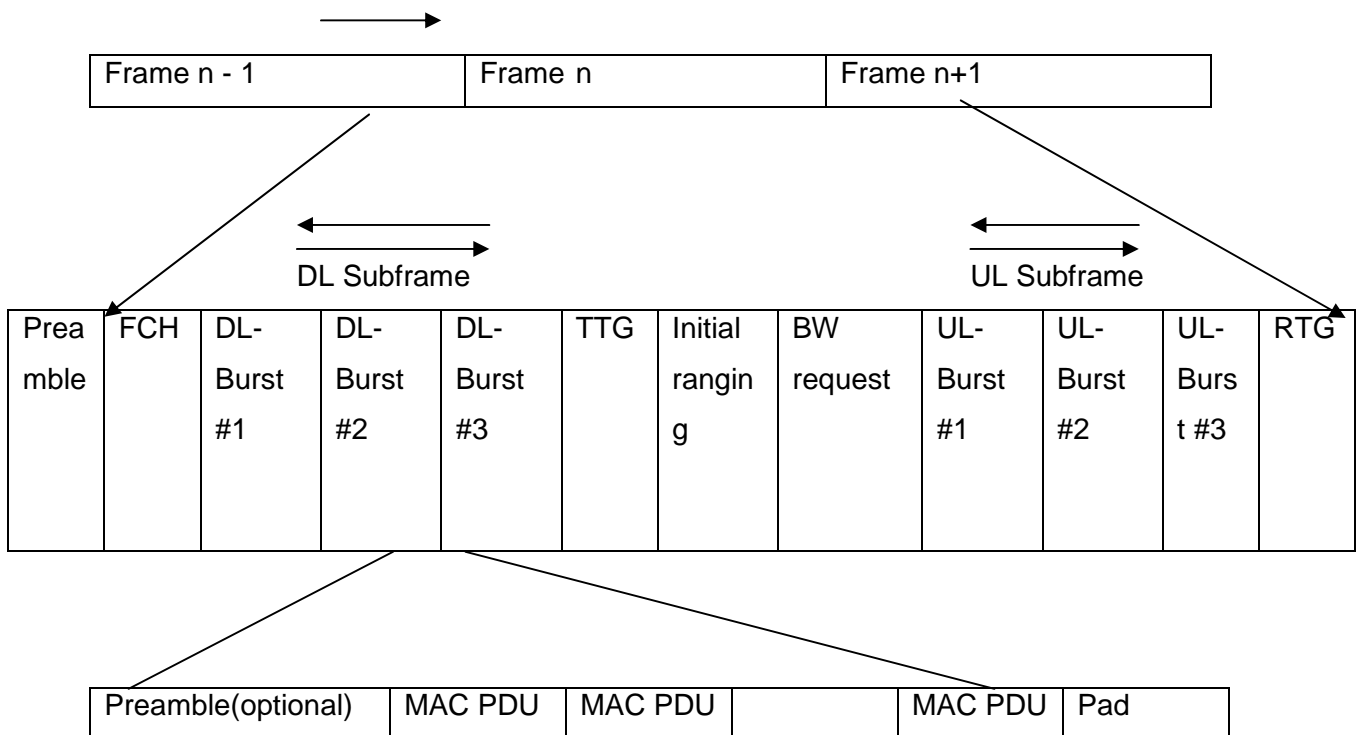 Frame n - 1 Frame n Frame n+1
DL Subframe UL Subframe
Prea FCH DL- DL- DL- TTG Initial BW UL- UL- UL- RTG
mble Burst Burst Burst rangin request Burst Burst Burs
#1 #2 #3 g #1 #2 t #3
Preamble(optional) MAC PDU MAC PDU MAC PDU Pad